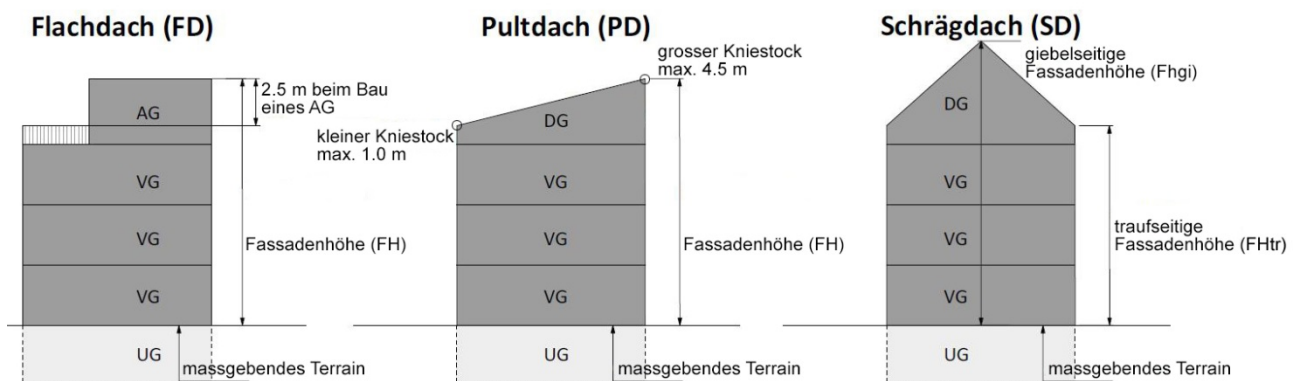 Flachdach (FD)
2.5 m beim Bau
eines AG
AG
VG
VG
VG
Fassadenhöhe (FH)
UG
massgebendes Terrain
Pultdach (PD)
grosser Kniestock
max. 4.5 m
kleiner Kniestock
max. 1.0 m
DG
VG
VG
VG
Fassadenhöhe (FH)
UG
massgebendes Terrain
Schrägdach (SD)
giebelseitige
Fassadenhöhe (Fhgi)
DG
VG
VG
VG
traufseitige
Fassadenhöhe (FHtr)
UG
massgebendes Terrain